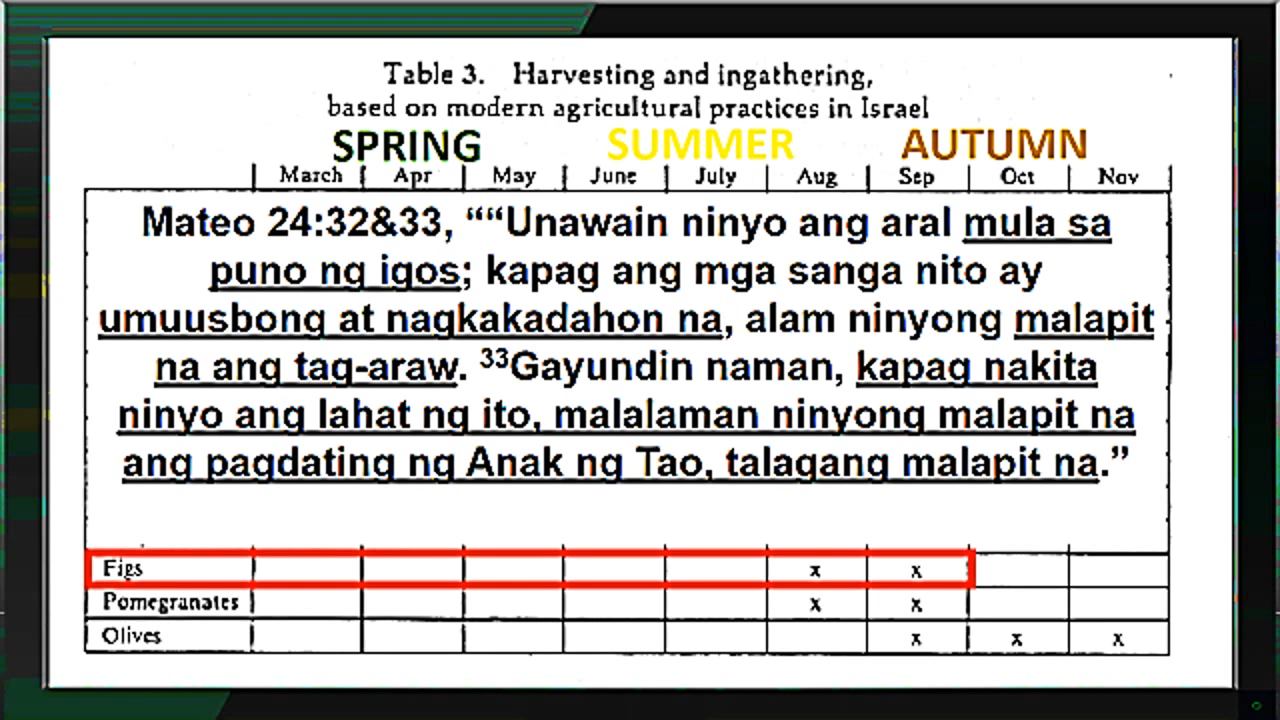 Table 3. Harvesting and ingathering,
based on modern agricultural practices in Israel
SPRING SUMMER AUTUMN
March Apr May June July Aug Sep Oct Nov
Mateo 24:32&33, ““Unawain ninyo ang aral mula sa
puno ng igos; kapag ang mga sanga nito ay
umuusbong at nagkakadahon na, alam ninyong malapit
na ang tag-araw. ³³Gayundin naman, kapag nakita
ninyo ang lahat ng ito, malalaman ninyong malapit na
ang pagdating ng Anak ng Tao, talagang malapit na.”
Figs x x
Pomegranates x x
Olives x x x